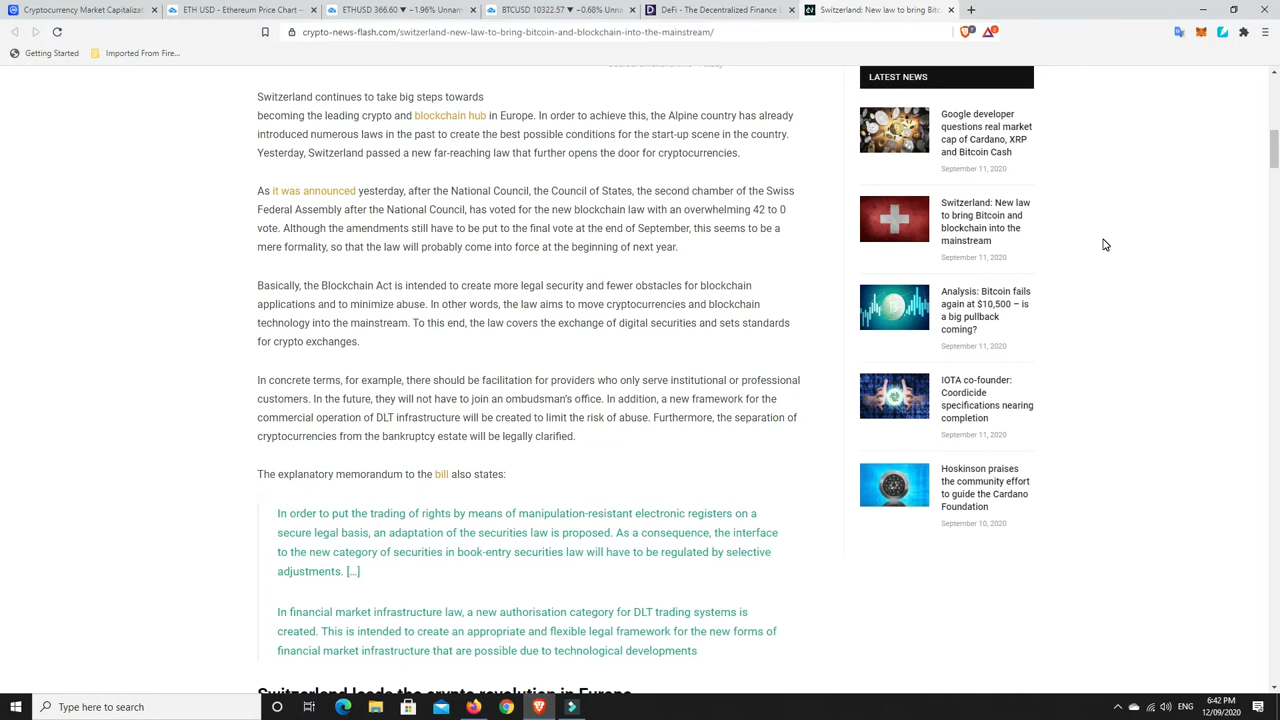 Cryptocurrency Market Capitaliza
ETH USD - Ethereum Price Chart
ETHUSD 366.60 ▼ −1.96% Unnam
BTCUSD 10322.57 ▼ −0.68% Unn
DeFi - The Decentralized Finance L
Switzerland: New law to bring Bitc
crypto-news-flash.com/switzerland-new-law-to-bring-bitcoin-and-blockchain-into-the-mainstream/
Getting Started
Imported From Fire...
Switzerland continues to take big steps towards
becoming the leading crypto and blockchain hub in Europe. In order to achieve this, the Alpine country has already
introduced numerous laws in the past to create the best possible conditions for the start-up scene in the country.
Yesterday, Switzerland passed a new far-reaching law that further opens the door for cryptocurrencies.
As it was announced yesterday, after the National Council, the Council of States, the second chamber of the Swiss
Federal Assembly after the National Council, has voted for the new blockchain law with an overwhelming 42 to 0
vote. Although the amendments still have to be put to the final vote at the end of September, this seems to be a
mere formality, so that the law will probably come into force at the beginning of next year.
Basically, the Blockchain Act is intended to create more legal security and fewer obstacles for blockchain
applications and to minimize abuse. In other words, the law aims to move cryptocurrencies and blockchain
technology into the mainstream. To this end, the law covers the exchange of digital securities and sets standards
for crypto exchanges.
In concrete terms, for example, there should be facilitation for providers who only serve institutional or professional
customers. In the future, they will not have to join an ombudsman's office. In addition, a new framework for the
commercial operation of DLT infrastructure will be created to limit the risk of abuse. Furthermore, the separation of
cryptocurrencies from the bankruptcy estate will be legally clarified.
The explanatory memorandum to the bill also states:
In order to put the trading of rights by means of manipulation-resistant electronic registers on a
secure legal basis, an adaptation of the securities law is proposed. As a consequence, the interface
to the new category of securities in book-entry securities law will have to be regulated by selective
adjustments. […]
In financial market infrastructure law, a new authorisation category for DLT trading systems is
created. This is intended to create an appropriate and flexible legal framework for the new forms of
financial market infrastructure that are possible due to technological developments
Switzerland leads the crypto revolution in Europe
LATEST NEWS
Google developer
questions real market
cap of Cardano, XRP
and Bitcoin Cash
September 11, 2020
Switzerland: New law
to bring Bitcoin and
blockchain into the
mainstream
September 11, 2020
Analysis: Bitcoin fails
again at $10,500 – is
a big pullback
coming?
September 11, 2020
IOTA co-founder:
Coordicide
specifications nearing
completion
September 11, 2020
Hoskinson praises
the community effort
to guide the Cardano
Foundation
September 10, 2020
Type here to search
ENG
6:42 PM
12/09/2020